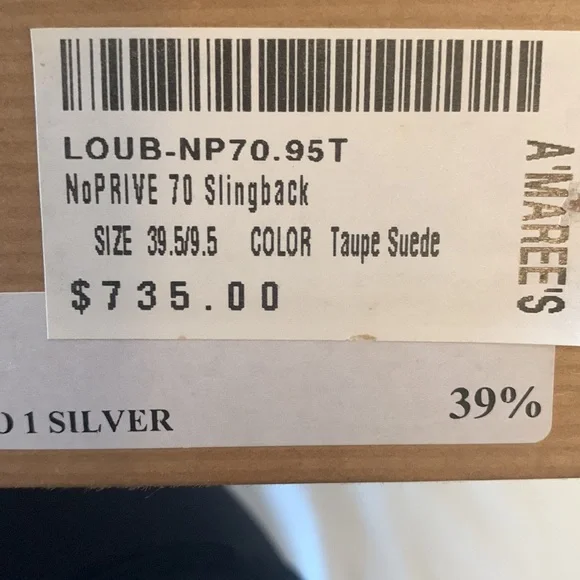 LOUB-NP70.95T
NoPRIVE 70 Slingback
SIZE 39.5/9.5 COLOR Taupe Suede
$735.00
A'MAREE'S
1 SILVER
39%